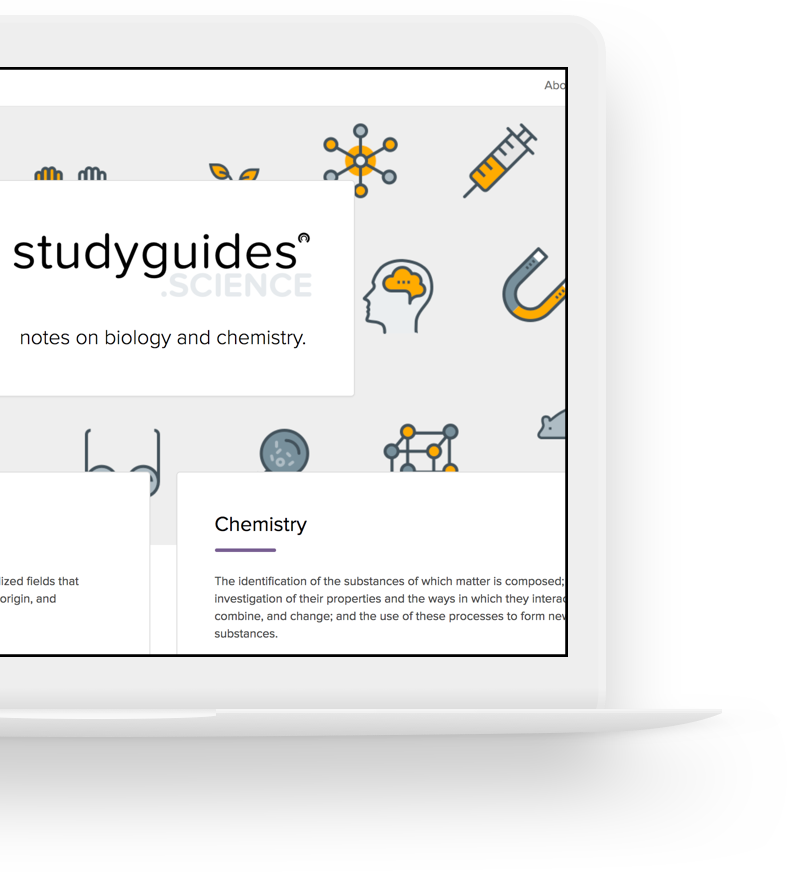 Abo
studyguides
.SCIENCE
notes on biology and chemistry.
Chemistry
ized fields that
origin, and
The identification of the substances of which matter is composed;
investigation of their properties and the ways in which they interac
combine, and change; and the use of these processes to form new
substances.